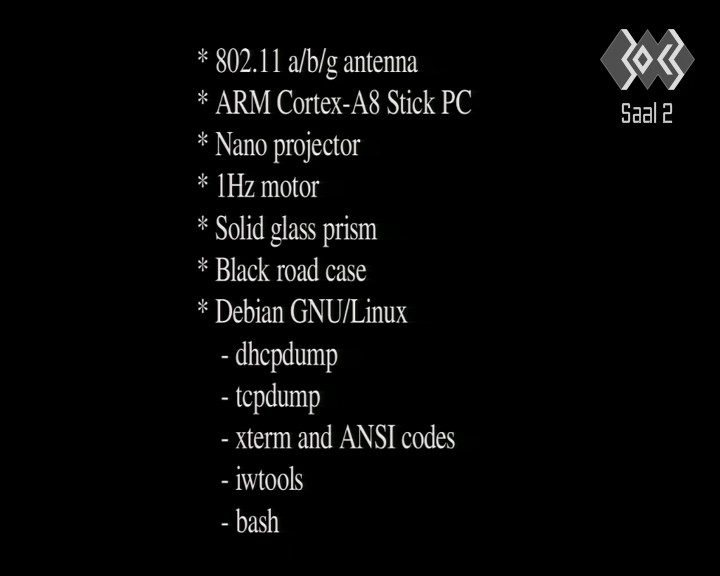 * 802.11 a/b/g antenna
* ARM Cortex-A8 Stick PC
* Nano projector
* 1Hz motor
* Solid glass prism
* Black road case
* Debian GNU/Linux
- dhcpdump
- tcpdump
- xterm and ANSI codes
- iwtools
- bash
Saal 2